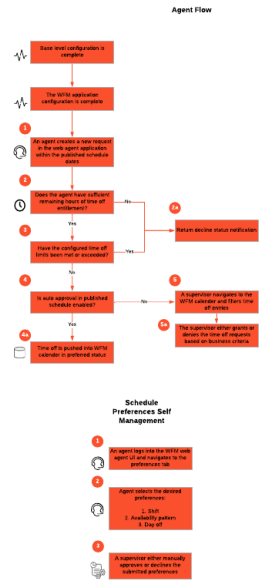 Agent Flow
Base level configuration is
complete
The WFM application
configuration is complete
1
An agent creates a new request
in the web agent application
within the published schedule
dates
2
Does the agent have sufficient
remaining hours of time off
entitlement?
No
2a
Return decline status notification
Yes
3
Have the configured time off
limits been met or exceeded?
Yes
No
4
Is auto approval in published
schedule enabled?
No
5
A supervisor navigates to the
WFM calendar and filters time
off entries
5a
The supervisor either grants or
denies the time off requests
based on business criteria
Yes
4a
Time off is pushed into WFM
calendar in preferred status
Schedule
Preferences Self
Management
1
An agent logs into the WFM web
agent UI and navigates to the
preferences tab
2
Agent selects the desired
preferences:
1. Shift
2. Availability pattern
3. Day off
3
A supervisor either manually
approves or declines the
submitted preferences